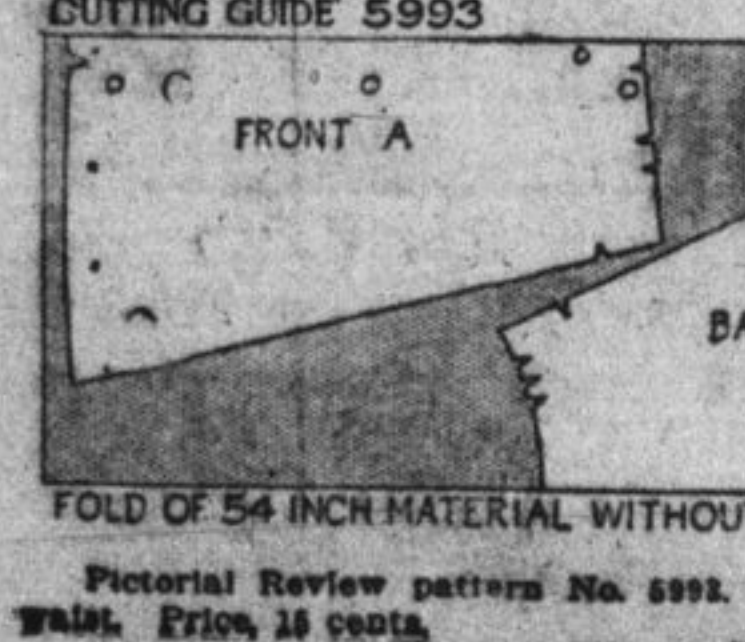 CUTTING GUIDE 5993
FRONT A
BA
FOLD OF 54 INCH MATERIAL WITHOU
Pictorial Review pattern No. 5993.
waist. Price, 15 cents.